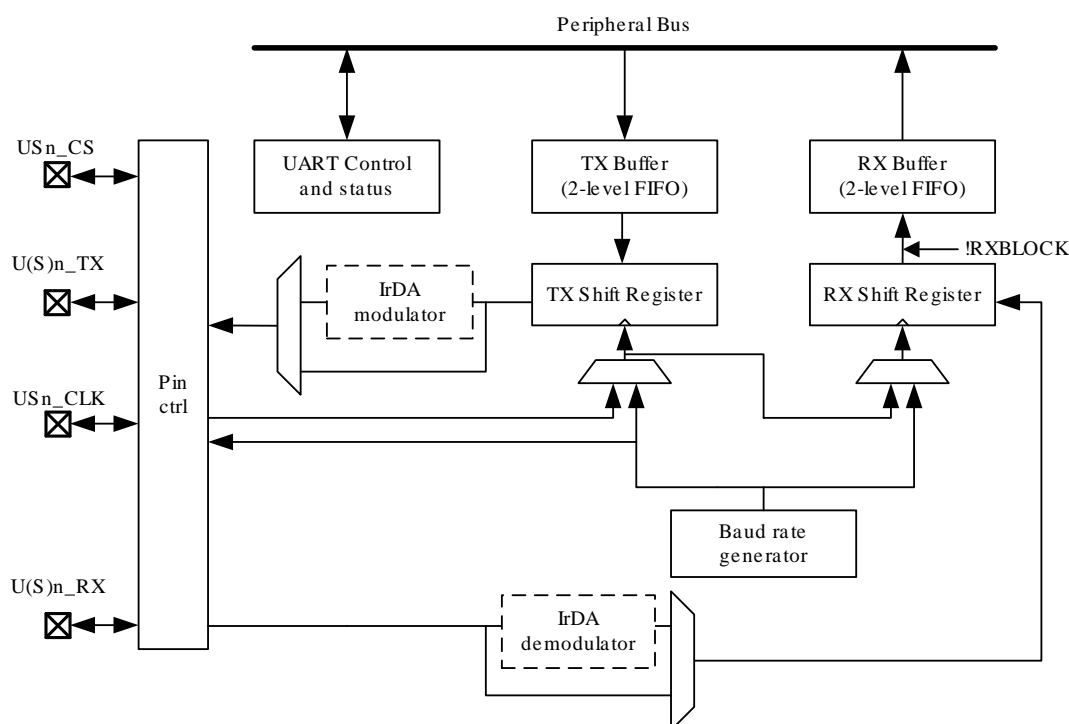 Peripheral Bus
USn_CS
UART Control
and status
TX Buffer
(2-level FIFO)
RX Buffer
(2-level FIFO)
!RXBLOCK
U(S)n_TX
IrDA
modulator
TX Shift Register
RX Shift Register
Pin
ctrl
USn_CLK
Baud rate
generator
U(S)n_RX
IrDA
demodulator